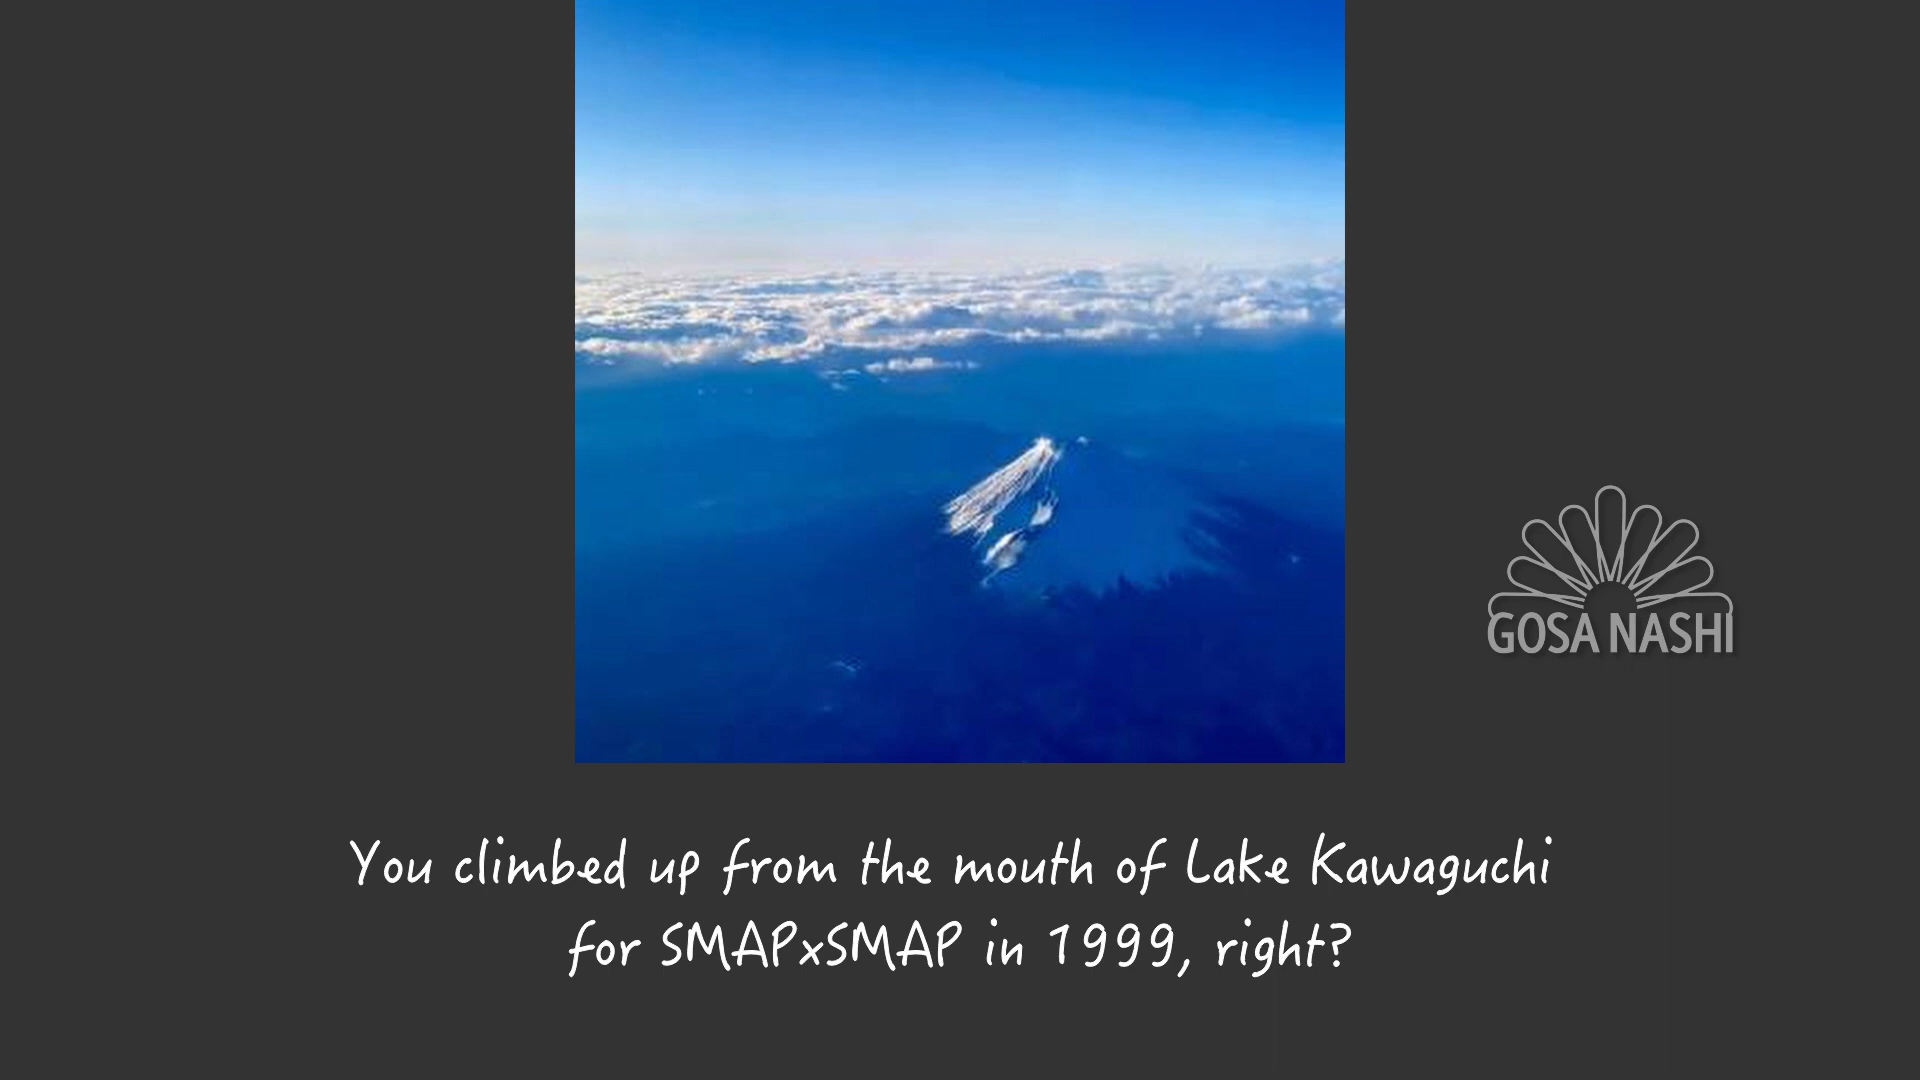 GOSA NASHI
You climbed up from the mouth of Lake Kawaguchi
for SMAPxSMAP in 1999, right?